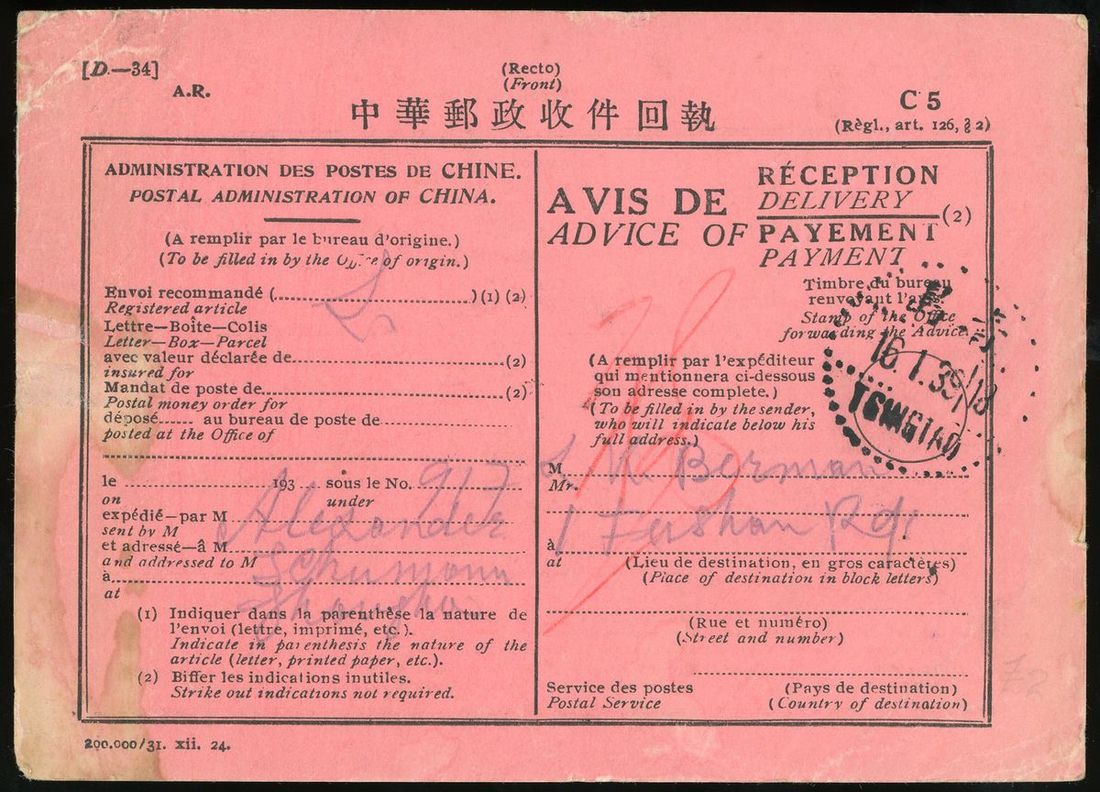 [D.—34]
A.R.
(Recto)
(Front)
中華郵政收件回執
C 5
(Règl., art. 126, § 2)
ADMINISTRATION DES POSTES DE CHINE.
POSTAL ADMINISTRATION OF CHINA.
(A remplir par le bureau d'origine.)
(To be filled in by the Office of origin.)
Envoi recommandé (........................) (1) (2)
Registered article
Lettre—Boîte—Colis
Letter—Box—Parcel
avec valeur déclarée de........................(2)
insured for
Mandat de poste de........................(2)
Postal money order for
déposé...... au bureau de poste de........................
posted at the Office of
le ........................193... sous le No. 917
on under
expédié—par M Alexander
sent by M
et adressé—à M Schumann
and addressed to M
à
at
(1) Indiquer dans la parenthèse la nature de
l'envoi (lettre, imprimé, etc.).
Indicate in parenthesis the nature of the
article (letter, printed paper, etc.).
(2) Biffer les indications inutiles.
Strike out indications not required.
AVIS DE RÉCEPTION
DELIVERY
(2)
ADVICE OF PAYEMENT
PAYMENT
Timbre du bureau
renvoyant l'avis.
Stamp of the Office
forwarding the Advice.
16.1.39
TSINGTAO
(A remplir par l'expéditeur
qui mentionnera ci-dessous
son adresse complete.)
(To be filled in by the sender,
who will indicate below his
full address.)
M Berman
Mr.
1 Fushan Rd.
à
at
(Lieu de destination, en gros caractères)
(Place of destination in block letters)
(Rue et numéro)
(Street and number)
Service des postes
Postal Service
(Pays de destination)
(Country of destination)
200.000/31. xii. 24.